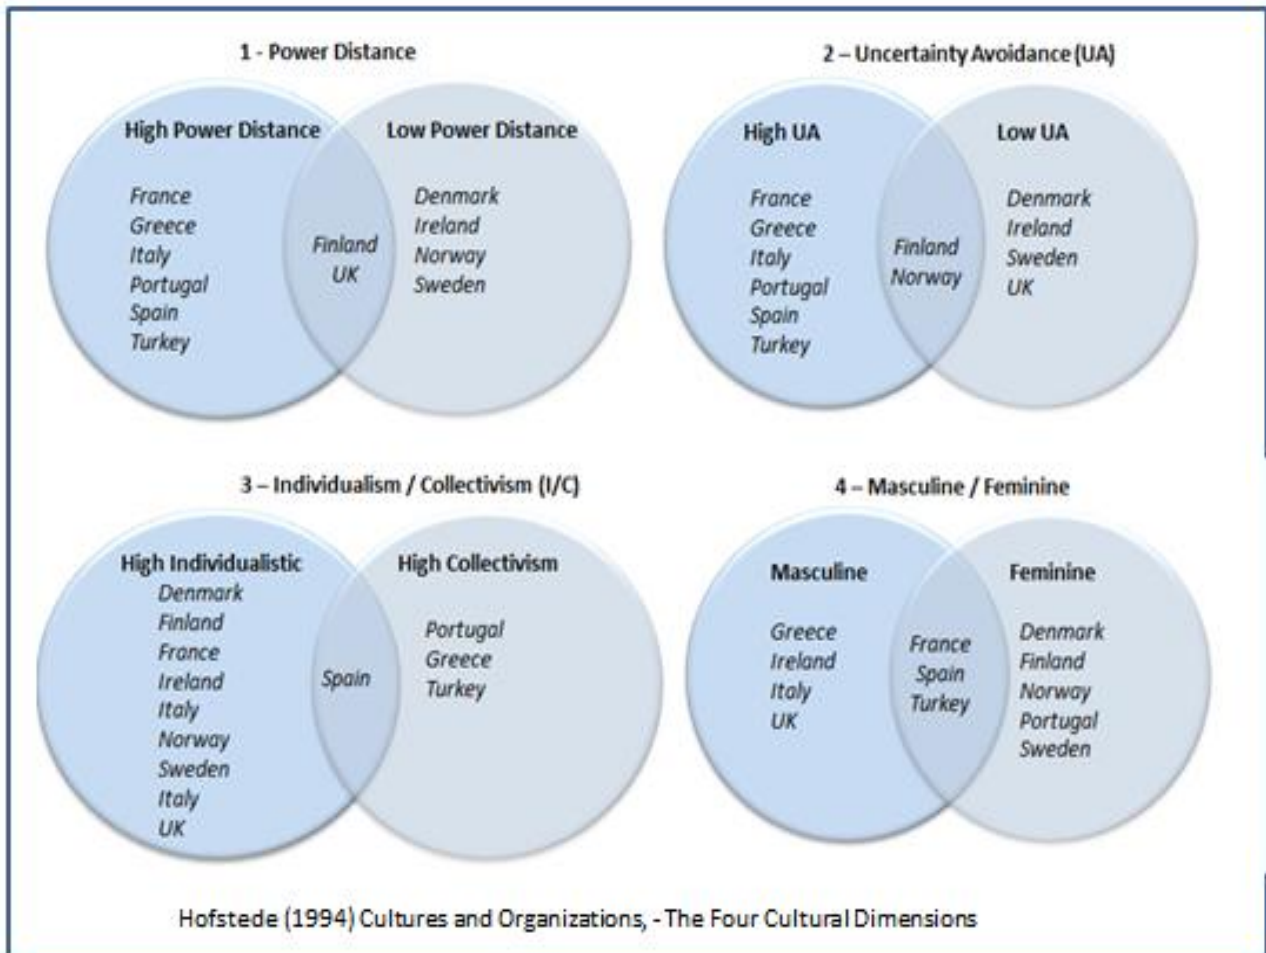 1 - Power Distance
High Power Distance
France
Greece
Italy
Portugal
Spain
Turkey
Finland
UK
Low Power Distance
Denmark
Ireland
Norway
Sweden
2 – Uncertainty Avoidance (UA)
High UA
France
Greece
Italy
Portugal
Spain
Turkey
Finland
Norway
Low UA
Denmark
Ireland
Sweden
UK
3 – Individualism / Collectivism (I/C)
High Individualistic
Denmark
Finland
France
Ireland
Italy
Norway
Sweden
Italy
UK
Spain
High Collectivism
Portugal
Greece
Turkey
4 – Masculine / Feminine
Masculine
Greece
Ireland
Italy
UK
France
Spain
Turkey
Feminine
Denmark
Finland
Norway
Portugal
Sweden
Hofstede (1994) Cultures and Organizations, - The Four Cultural Dimensions